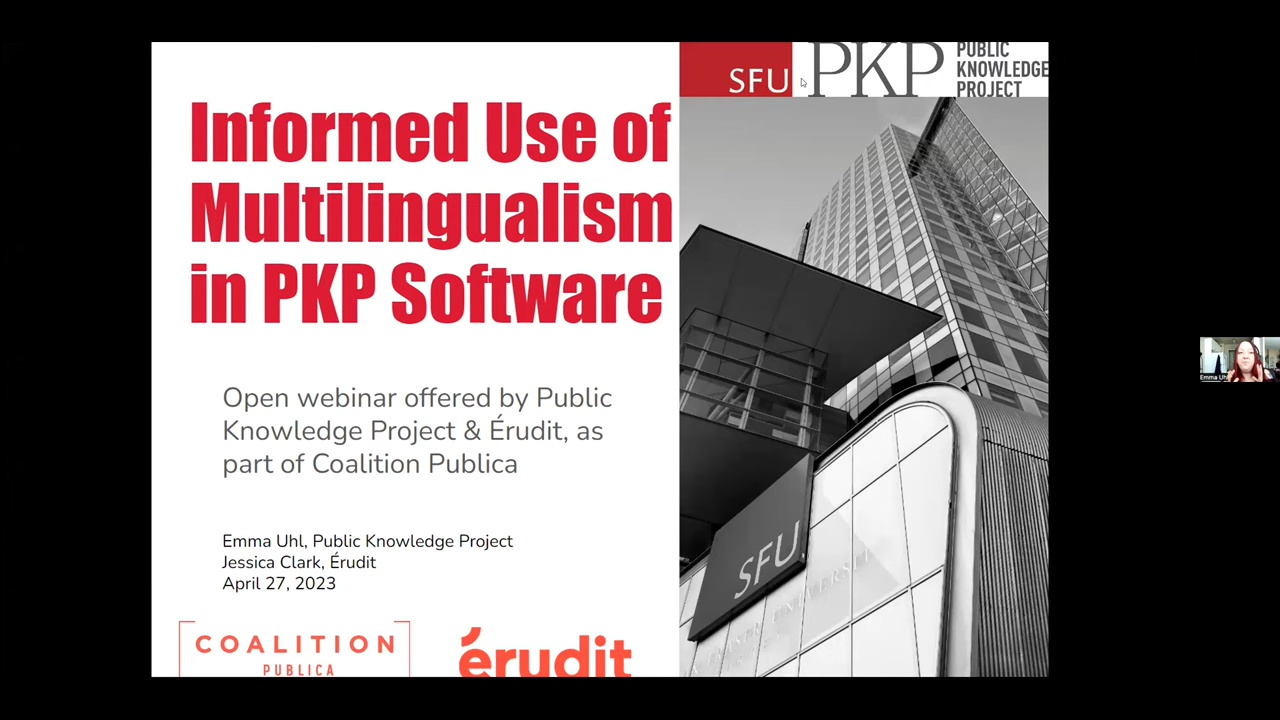 SFU
PKP
PUBLIC
KNOWLEDGE
PROJECT
Informed Use of
Multilingualism
in PKP Software
Open webinar offered by Public
Knowledge Project & Érudit, as
part of Coalition Publica
Emma Uhl, Public Knowledge Project
Jessica Clark, Érudit
April 27, 2023
COALITION
PUBLICA
érudit
SFU
Emma Uhl